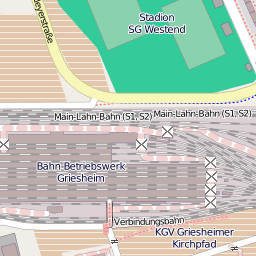 Stadion
SG Westend
Main-Lahn-Bahn (S1, S2)
Main-Lahn-Bahn (S1, S2)
Bahn-Betriebswerk
Griesheim
Verbindungsbahn
KGV Griesheimer
Kirchpfad